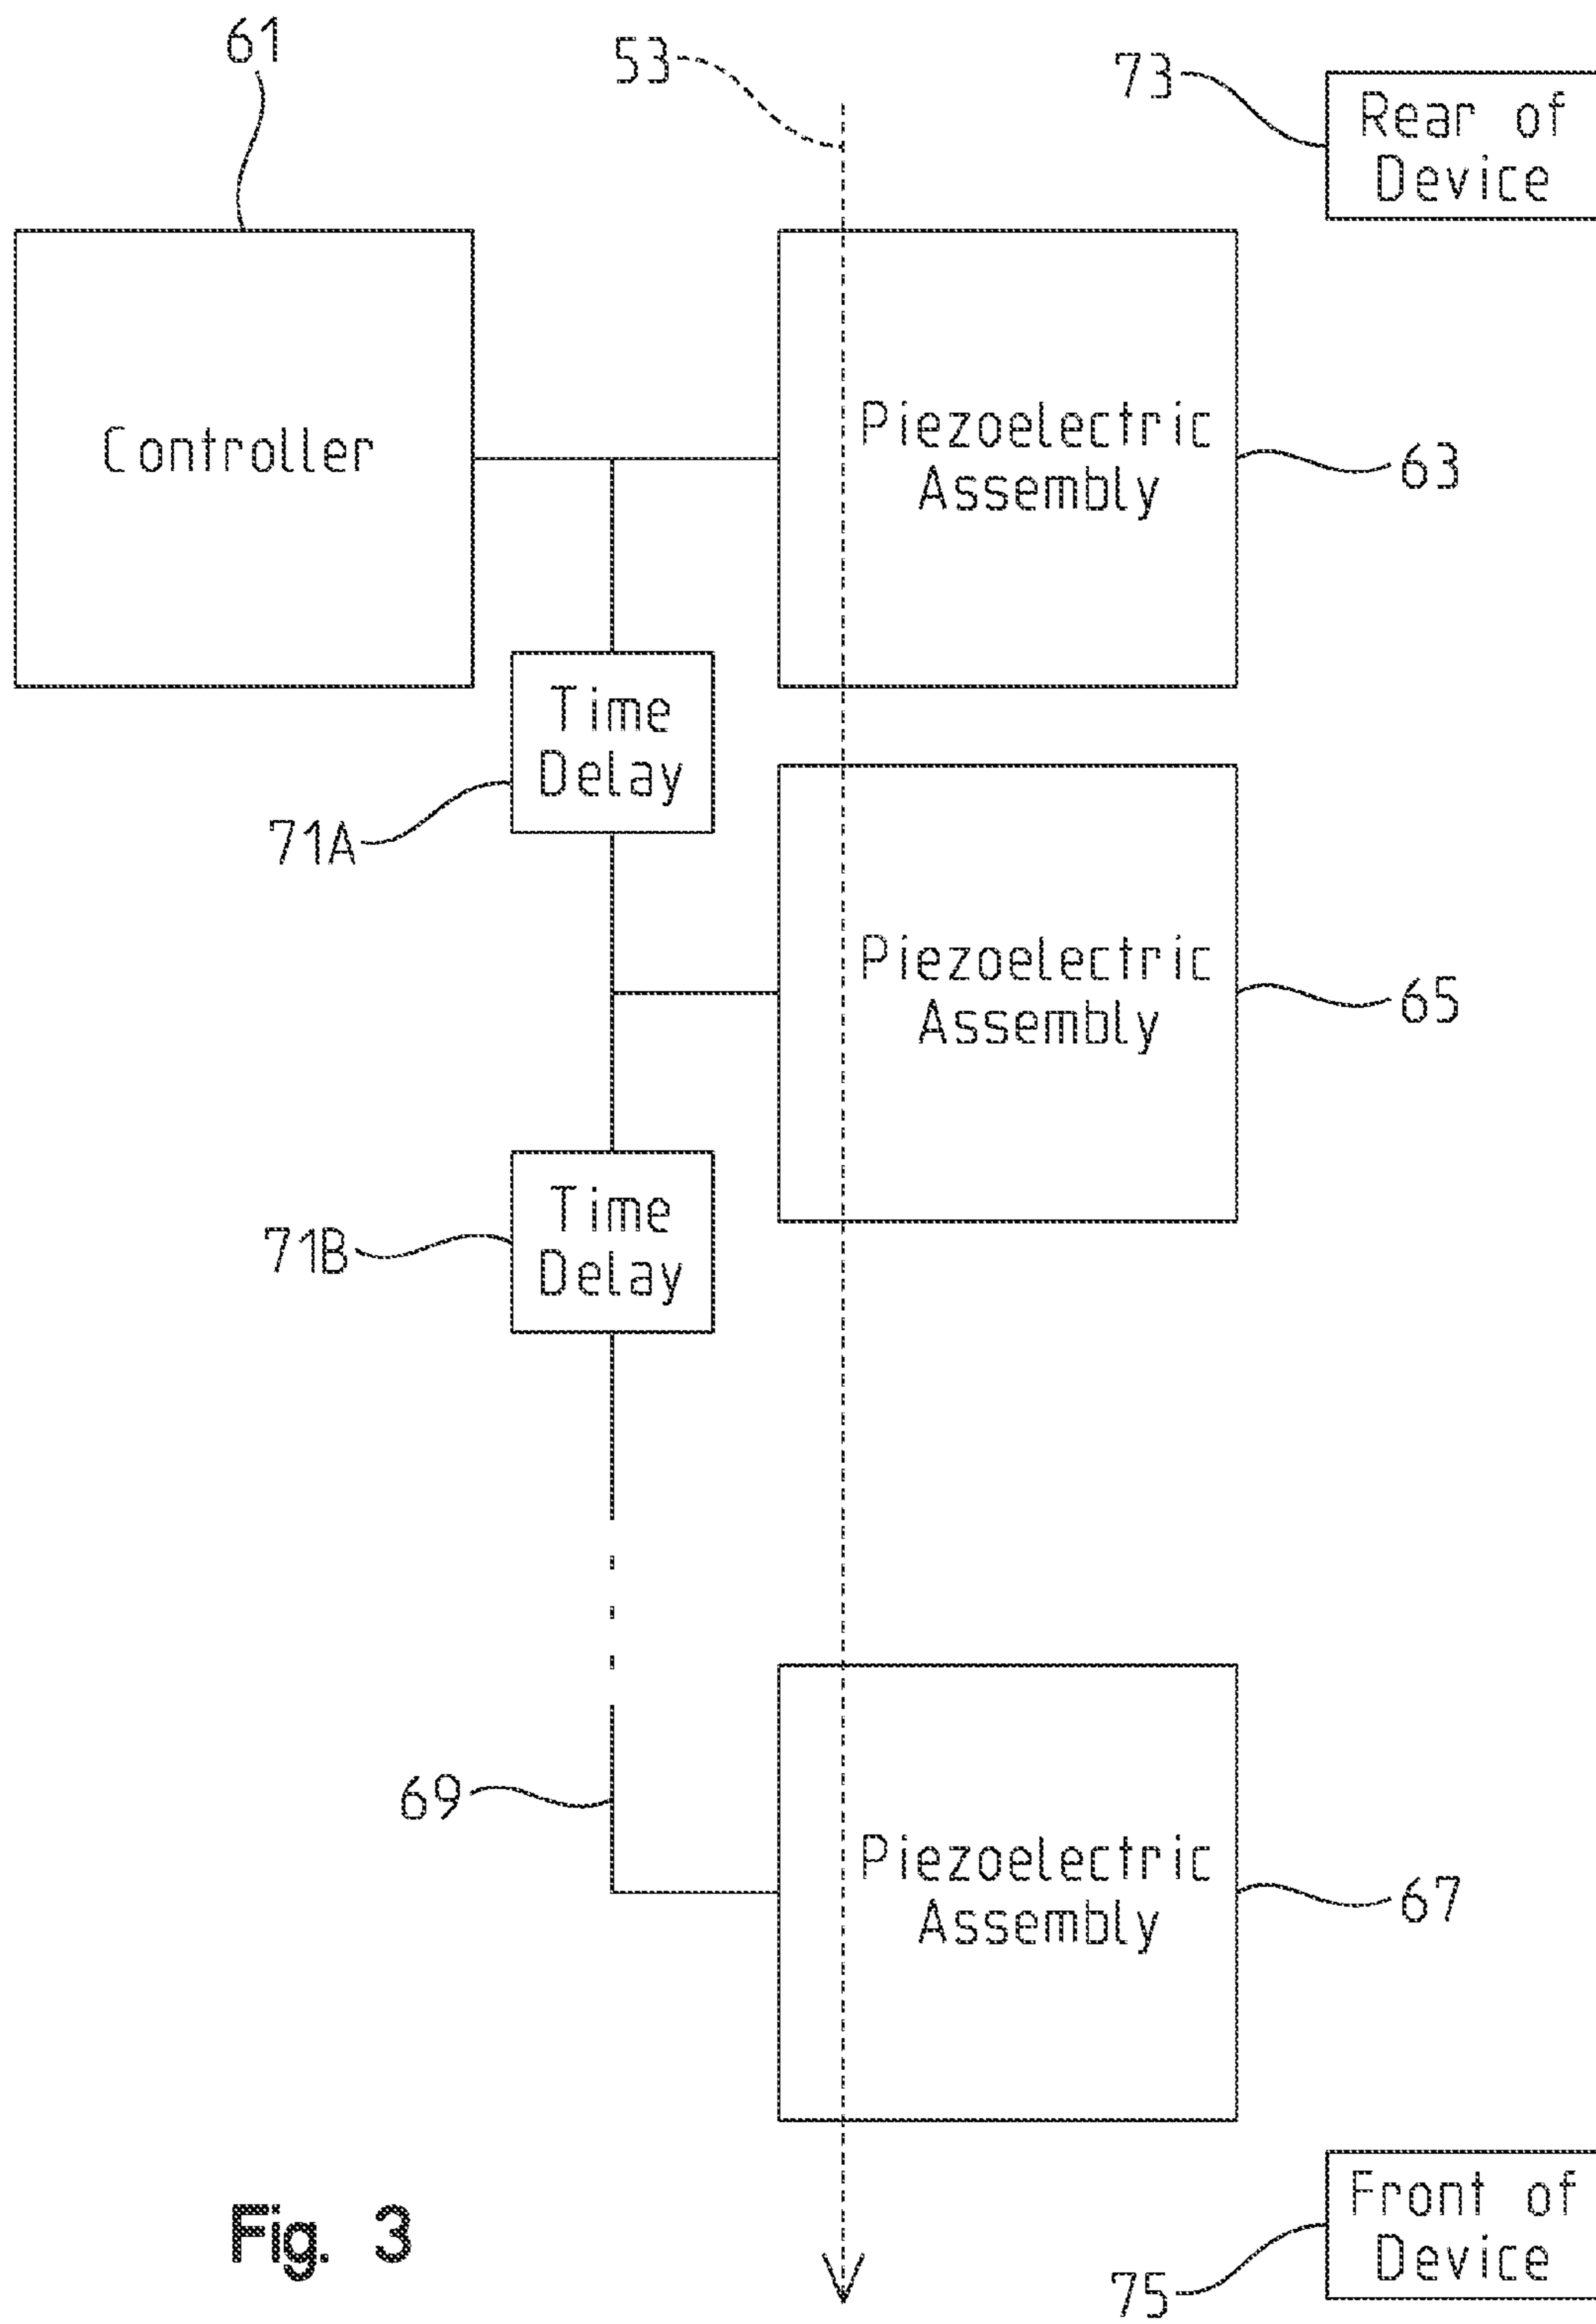 61
53
73
Rear of
Device
Controller
Piezoelectric
Assembly
63
Time
Delay
71A
Piezoelectric
Assembly
65
Time
Delay
71B
69
Piezoelectric
Assembly
67
Front of
Device
75
Fig. 3